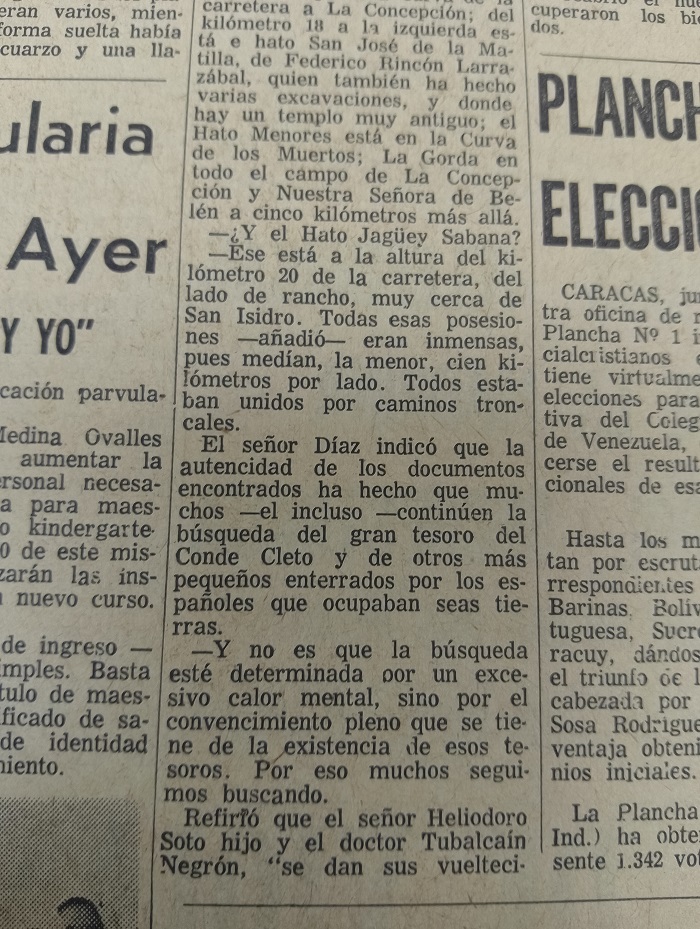 eran varios, mien-
forma suelta había
cuarzo y una lla-
ularia
Ayer
Y YO"
cación parvula-
Medina Ovalles
aumentar la
ersonal necesa-
a para maes-
o kindergarte-
0 de este mis-
zarán las ins-
nuevo curso.
de ingreso —
imples. Basta
tulo de maes-
ficado de sa-
de identidad
miento.
carretera a La Concepción; del
kilómetro 18 a la izquierda es-
tá e hato San José de la Ma-
tilla, de Federico Rincón Larra-
zábal, quien también ha hecho
varias excavaciones, y donde
hay un templo muy antiguo; el
Hato Menores está en la Curva
de los Muertos; La Gorda en
todo el campo de La Concep-
ción y Nuestra Señora de Be-
lén a cinco kilómetros más allá.
—¿Y el Hato Jagüey Sabana?
—Ese está a la altura del ki-
lómetro 20 de la carretera, del
lado de rancho, muy cerca de
San Isidro. Todas esas posesio-
nes —añadió— eran inmensas,
pues medían, la menor, cien ki-
lómetros por lado. Todos esta-
ban unidos por caminos tron-
cales.
El señor Díaz indicó que la
autencidad de los documentos
encontrados ha hecho que mu-
chos —el incluso —continúen la
búsqueda del gran tesoro del
Conde Cleto y de otros más
pequeños enterrados por los es-
pañoles que ocupaban seas tie-
rras.
—Y no es que la búsqueda
esté determinada por un exce-
sivo calor mental, sino por el
convencimiento pleno que se tie-
ne de la existencia de esos te-
soros. Por eso muchos segui-
mos buscando.
Refirió que el señor Heliodoro
Soto hijo y el doctor Tubalcaín
Negrón, "se dan sus vuelteci-
cuperaron los bie
dos.
PLANCH
ELECCIO
CARACAS, jun
tra oficina de r
Plancha Nº 1 i
cialcristianos
tiene virtualme
elecciones para
tiva del Coleg
de Venezuela,
cerse el result
cionales de esa
Hasta los m
tan por escruta
rrespondientes
Barinas. Bolív
tuguesa, Sucre
racuy, dándos
el triunfo de l
cabezada por
Sosa Rodrígue
ventaja obteni
nios iniciales.
La Plancha
Ind.) ha obte
sente 1.342 vot